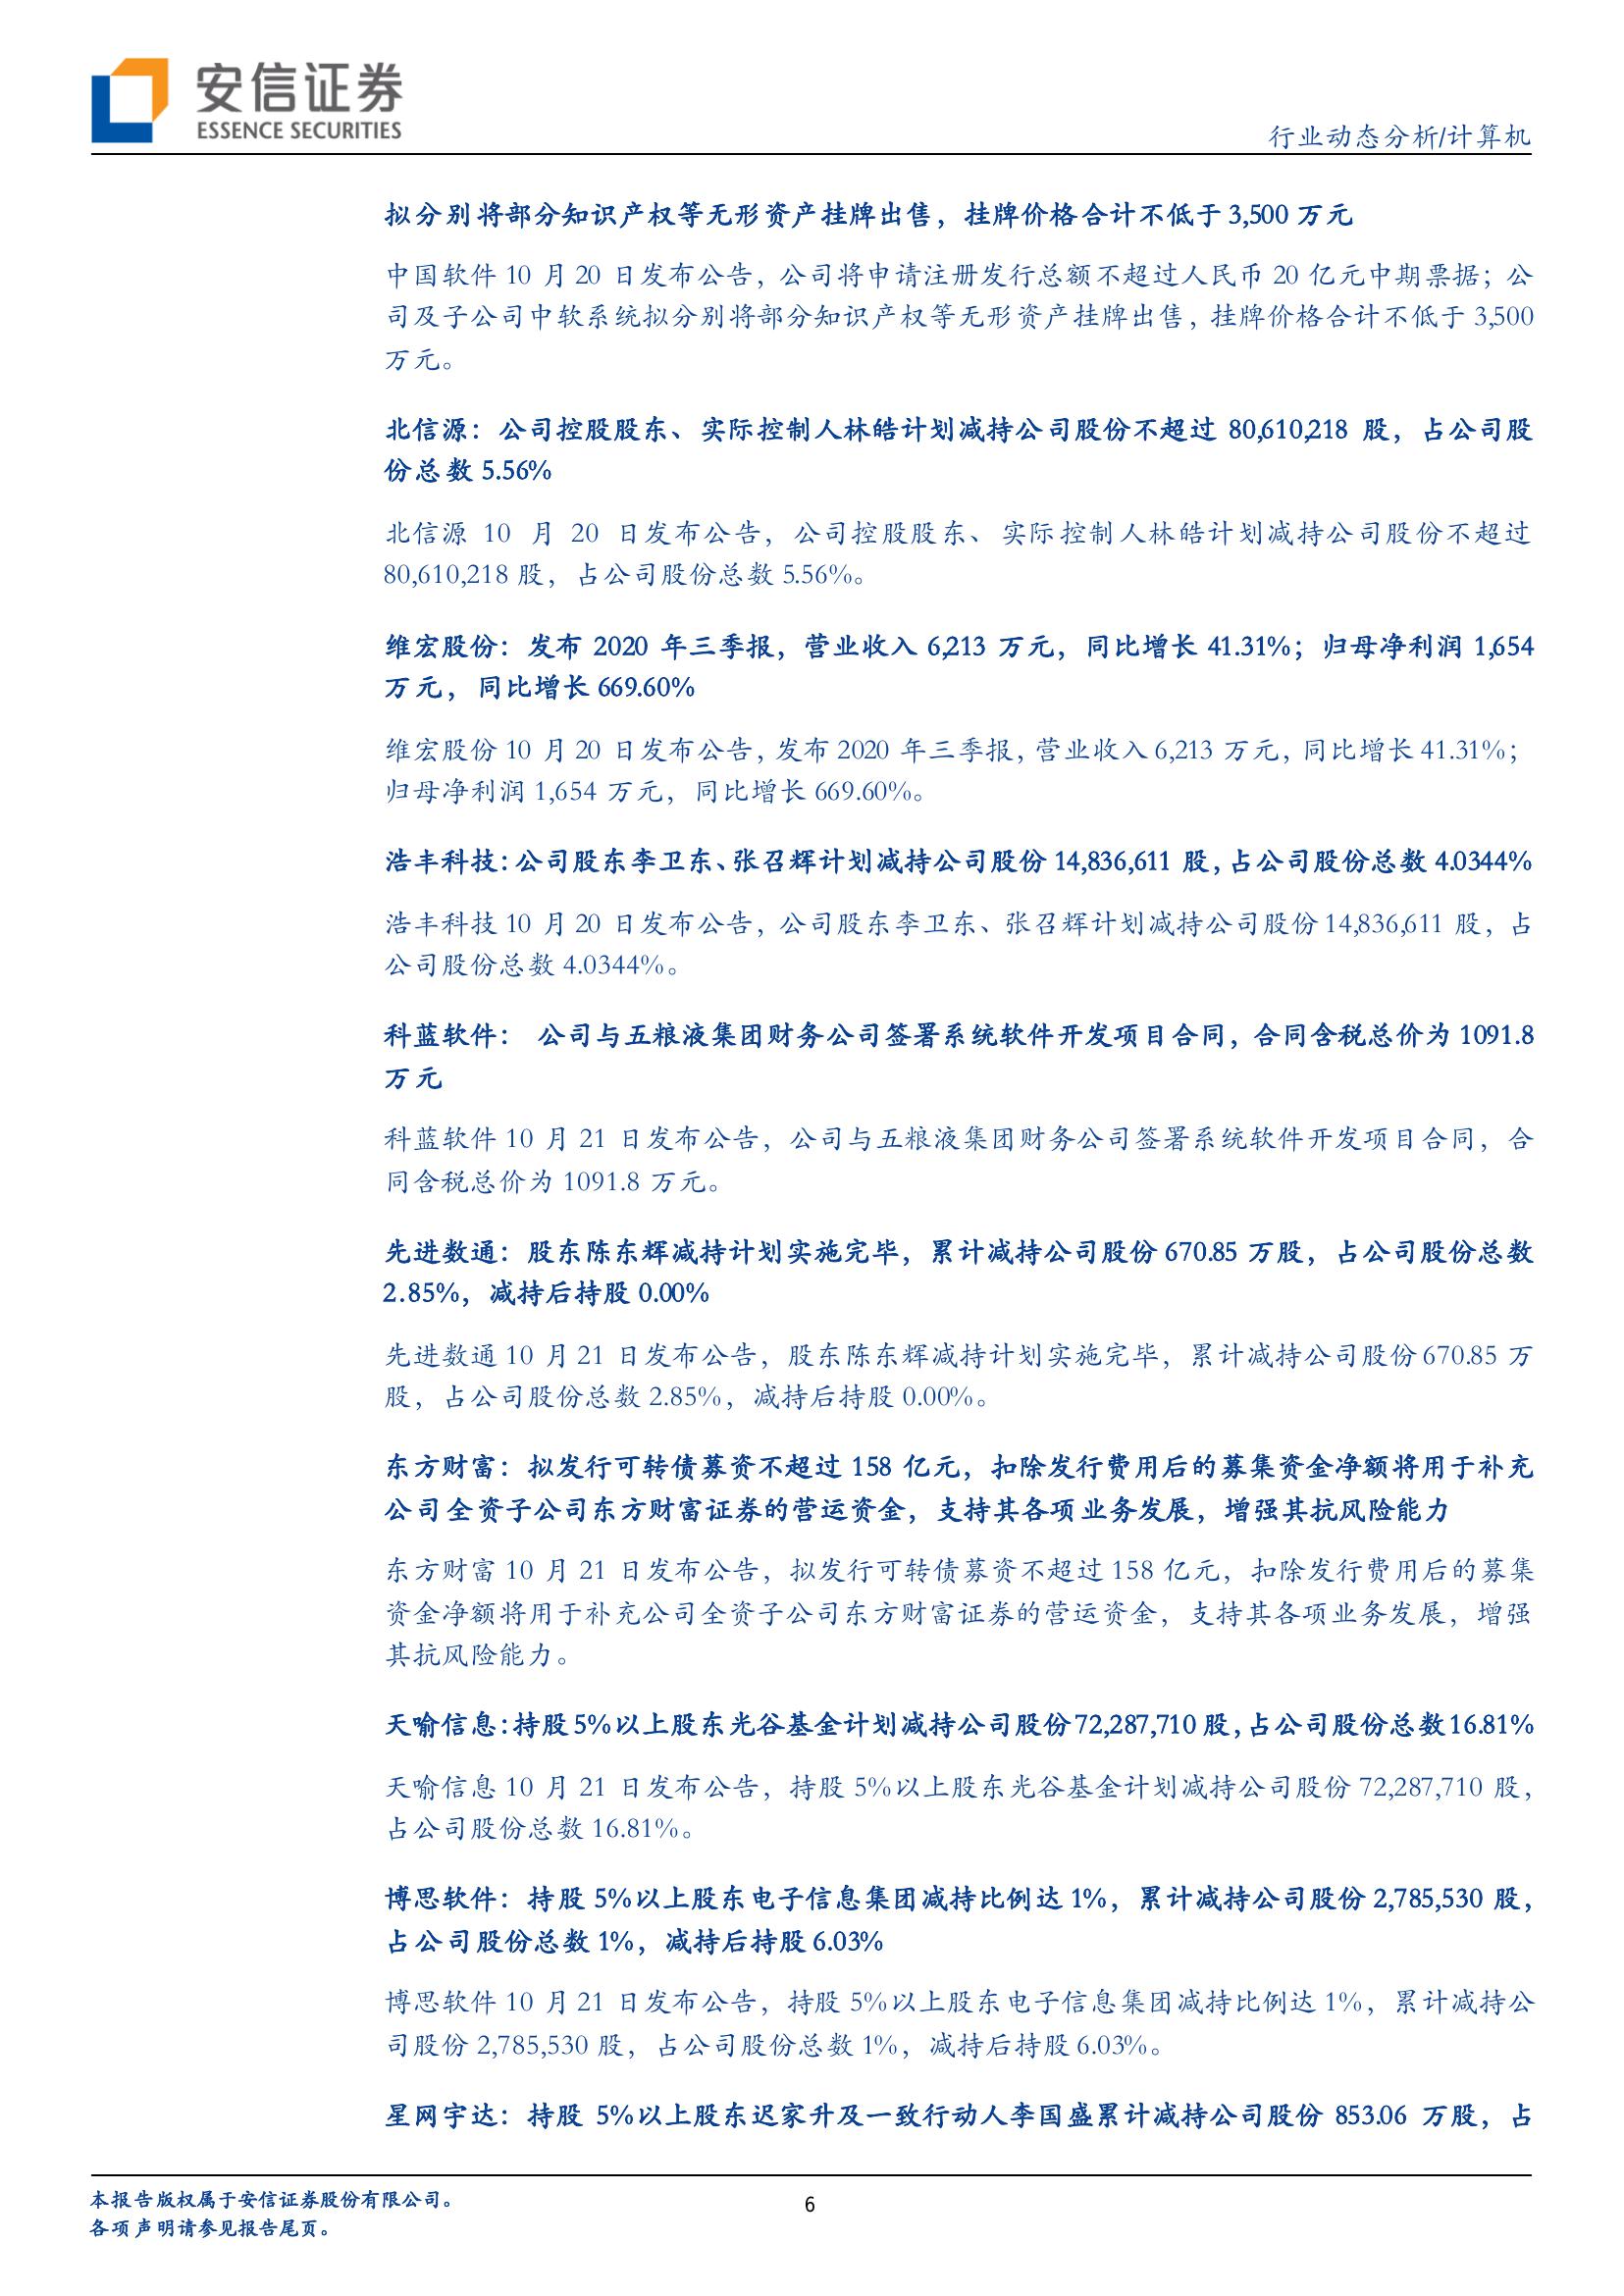 安信证券
ESSENCE SECURITIES
行业动态分析/计算机
拟分别将部分知识产权等无形资产挂牌出售，挂牌价格合计不低于 3,500 万元
中国软件 10 月 20 日发布公告，公司将申请注册发行总额不超过人民币 20 亿元中期票据；公
司及子公司中软系统拟分别将部分知识产权等无形资产挂牌出售，挂牌价格合计不低于 3,500
万元。
北信源：公司控股股东、实际控制人林皓计划减持公司股份不超过 80,610,218 股，占公司股
份总数 5.56%
北信源 10 月 20 日发布公告，公司控股股东、实际控制人林皓计划减持公司股份不超过
80,610,218 股，占公司股份总数 5.56%。
维宏股份：发布 2020 年三季报，营业收入 6,213 万元，同比增长 41.31%；归母净利润 1,654
万元，同比增长 669.60%
维宏股份 10 月 20 日发布公告，发布 2020 年三季报，营业收入 6,213 万元，同比增长 41.31%；
归母净利润 1,654 万元，同比增长 669.60%。
浩丰科技：公司股东李卫东、张召辉计划减持公司股份 14,836,611 股，占公司股份总数 4.0344%
浩丰科技 10 月 20 日发布公告，公司股东李卫东、张召辉计划减持公司股份 14,836,611 股，占
公司股份总数 4.0344%。
科蓝软件： 公司与五粮液集团财务公司签署系统软件开发项目合同，合同含税总价为 1091.8
万元
科蓝软件 10 月 21 日发布公告，公司与五粮液集团财务公司签署系统软件开发项目合同，合
同含税总价为 1091.8 万元。
先进数通：股东陈东辉减持计划实施完毕，累计减持公司股份 670.85 万股，占公司股份总数
2.85%，减持后持股 0.00%
先进数通 10 月 21 日发布公告，股东陈东辉减持计划实施完毕，累计减持公司股份 670.85 万
股，占公司股份总数 2.85%，减持后持股 0.00%。
东方财富：拟发行可转债募资不超过 158 亿元，扣除发行费用后的募集资金净额将用于补充
公司全资子公司东方财富证券的营运资金，支持其各项业务发展，增强其抗风险能力
东方财富 10 月 21 日发布公告，拟发行可转债募资不超过 158 亿元，扣除发行费用后的募集
资金净额将用于补充公司全资子公司东方财富证券的营运资金，支持其各项业务发展，增强
其抗风险能力。
天喻信息：持股 5%以上股东光谷基金计划减持公司股份 72,287,710 股，占公司股份总数 16.81%
天喻信息 10 月 21 日发布公告，持股 5%以上股东光谷基金计划减持公司股份 72,287,710 股，
占公司股份总数 16.81%。
博思软件：持股 5%以上股东电子信息集团减持比例达 1%，累计减持公司股份 2,785,530 股，
占公司股份总数 1%，减持后持股 6.03%
博思软件 10 月 21 日发布公告，持股 5%以上股东电子信息集团减持比例达 1%，累计减持公
司股份 2,785,530 股，占公司股份总数 1%，减持后持股 6.03%。
星网宇达：持股 5%以上股东迟家升及一致行动人李国盛累计减持公司股份 853.06 万股，占
本报告版权属于安信证券股份有限公司。
各项声明请参见报告尾页。
6